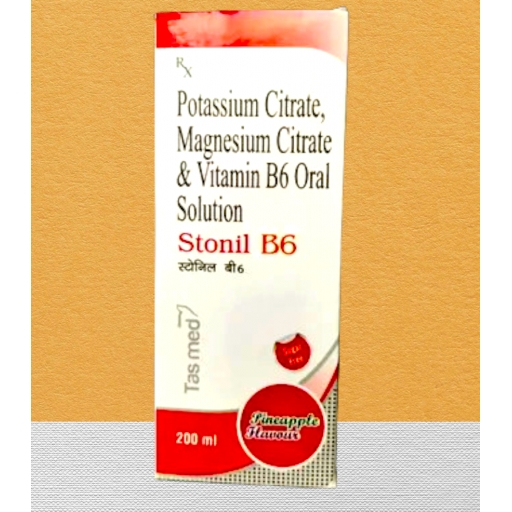 Rx
Potassium Citrate,
Magnesium Citrate
& Vitamin B6 Oral
Solution
Stonil B6
स्टोनिल बी6
Tas med
Pineapple
Flavour
200 ml